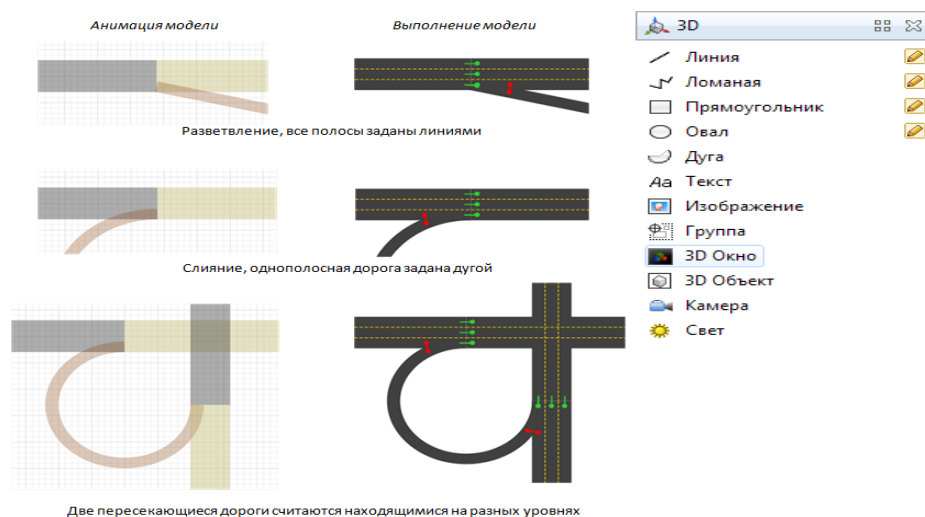 Анимация модели
Выполнение модели
Разветвление, все полосы заданы линиями
Слияние, однополосная дорога задана дугой
Две пересекающиеся дороги считаются находящимися на разных уровнях
3D
Линия
Ломаная
Прямоугольник
Овал
Дуга
Aa Текст
Изображение
Группа
3D Окно
3D Объект
Камера
Свет